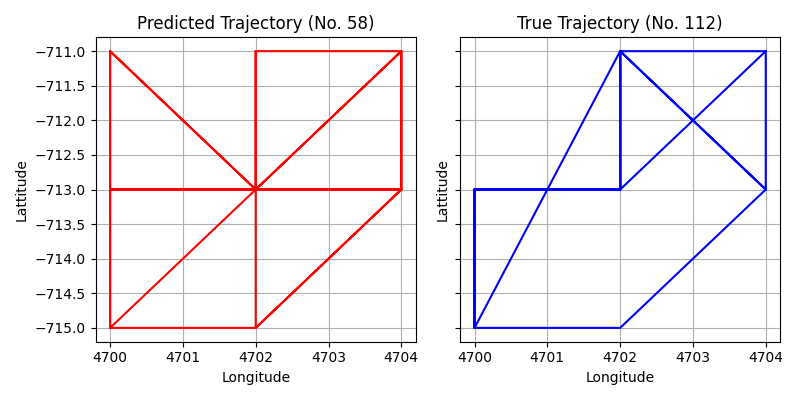 Predicted Trajectory (No. 58)
True Trajectory (No. 112)
−711.0
−711.5
−712.0
−712.5
−713.0
−713.5
−714.0
−714.5
−715.0
Lattitude
Lattitude
4700 4701 4702 4703 4704
4700 4701 4702 4703 4704
Longitude
Longitude